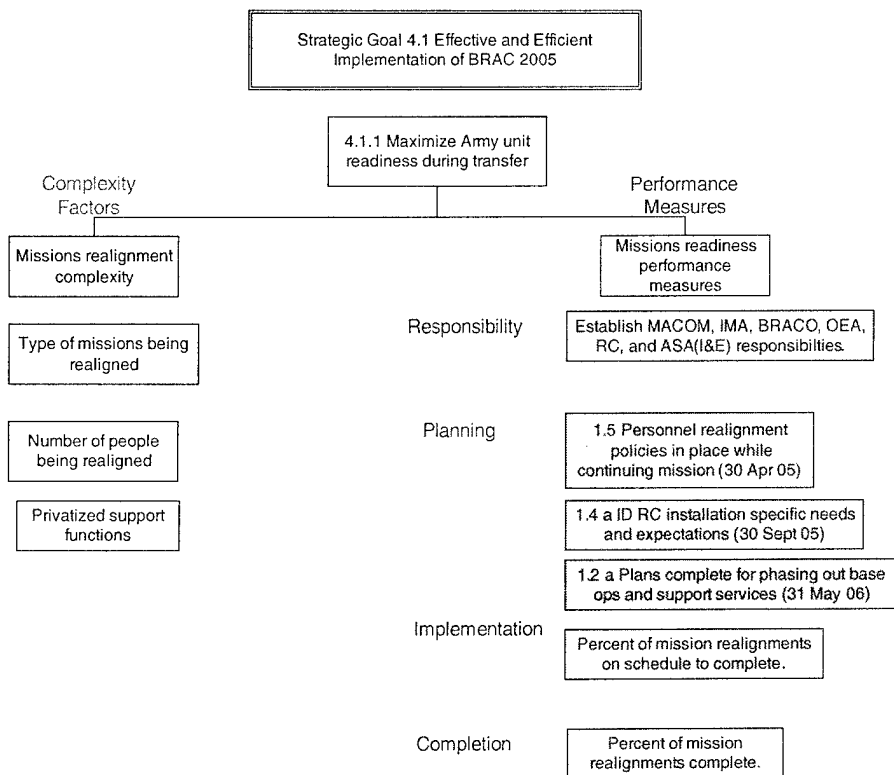 Strategic Goal 4.1 Effective and Efficient
Implementation of BRAC 2005
4.1.1 Maximize Army unit
readiness during transfer
Complexity
Factors
Performance
Measures
Missions realignment
complexity
Missions readiness
performance
measures
Type of missions being
realigned
Responsibility
Establish MACOM, IMA, BRACO, OEA,
RC, and ASA(I&E) responsibilties.
Number of people
being realigned
Planning
1.5 Personnel realignment
policies in place while
continuing mission (30 Apr 05)
Privatized support
functions
1.4 a ID RC installation specific needs
and expectations (30 Sept 05)
1.2 a Plans complete for phasing out base
ops and support services (31 May 06)
Implementation
Percent of mission realignments
on schedule to complete.
Completion
Percent of mission
realignments complete.